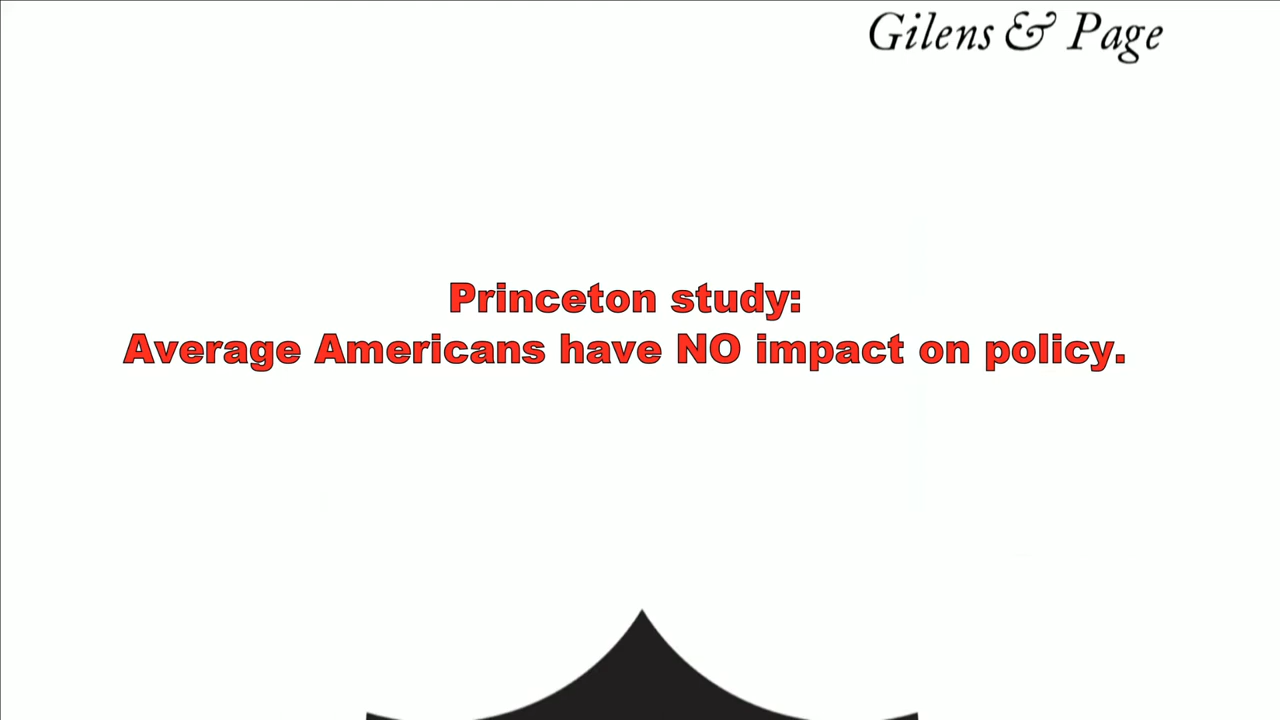 Gilens & Page
Princeton study:
Average Americans have NO impact on policy.